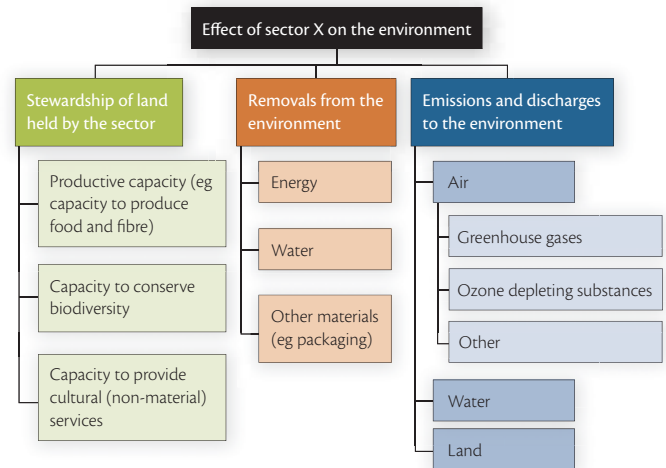 Effect of sector X on the environment
Stewardship of land
held by the sector
Productive capacity (eg
capacity to produce
food and fibre)
Capacity to conserve
biodiversity
Capacity to provide
cultural (non-material)
services
Removals from the
environment
Energy
Water
Other materials
(eg packaging)
Emissions and discharges
to the environment
Air
Greenhouse gases
Ozone depleting substances
Other
Water
Land